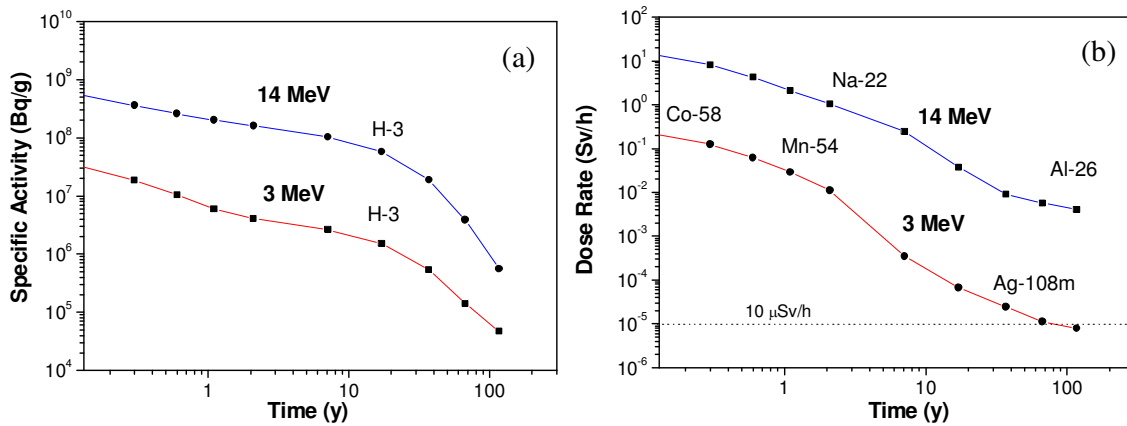 (a)
Specific Activity (Bq/g)
10^10
10^9
10^8
10^7
10^6
10^5
10^4
14 MeV
H-3
3 MeV
H-3
1 10 100
Time (y)
(b)
Dose Rate (Sv/h)
10^2
10^1
10^0
10^-1
10^-2
10^-3
10^-4
10^-5
10^-6
Na-22
14 MeV
Co-58
Mn-54
Al-26
3 MeV
Ag-108m
10 μSv/h
1 10 100
Time (y)